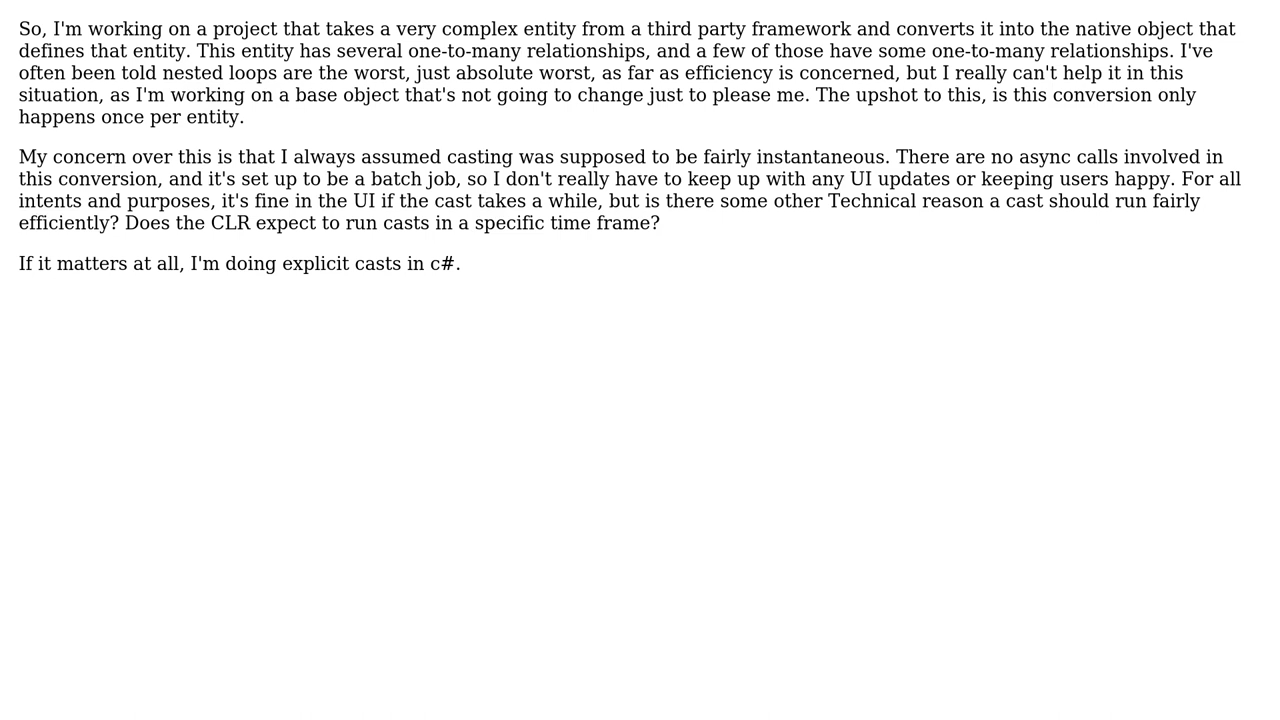 So, I'm working on a project that takes a very complex entity from a third party framework and converts it into the native object that
defines that entity. This entity has several one-to-many relationships, and a few of those have some one-to-many relationships. I've
often been told nested loops are the worst, just absolute worst, as far as efficiency is concerned, but I really can't help it in this
situation, as I'm working on a base object that's not going to change just to please me. The upshot to this, is this conversion only
happens once per entity.
My concern over this is that I always assumed casting was supposed to be fairly instantaneous. There are no async calls involved in
this conversion, and it's set up to be a batch job, so I don't really have to keep up with any UI updates or keeping users happy. For all
intents and purposes, it's fine in the UI if the cast takes a while, but is there some other Technical reason a cast should run fairly
efficiently? Does the CLR expect to run casts in a specific time frame?
If it matters at all, I'm doing explicit casts in c#.